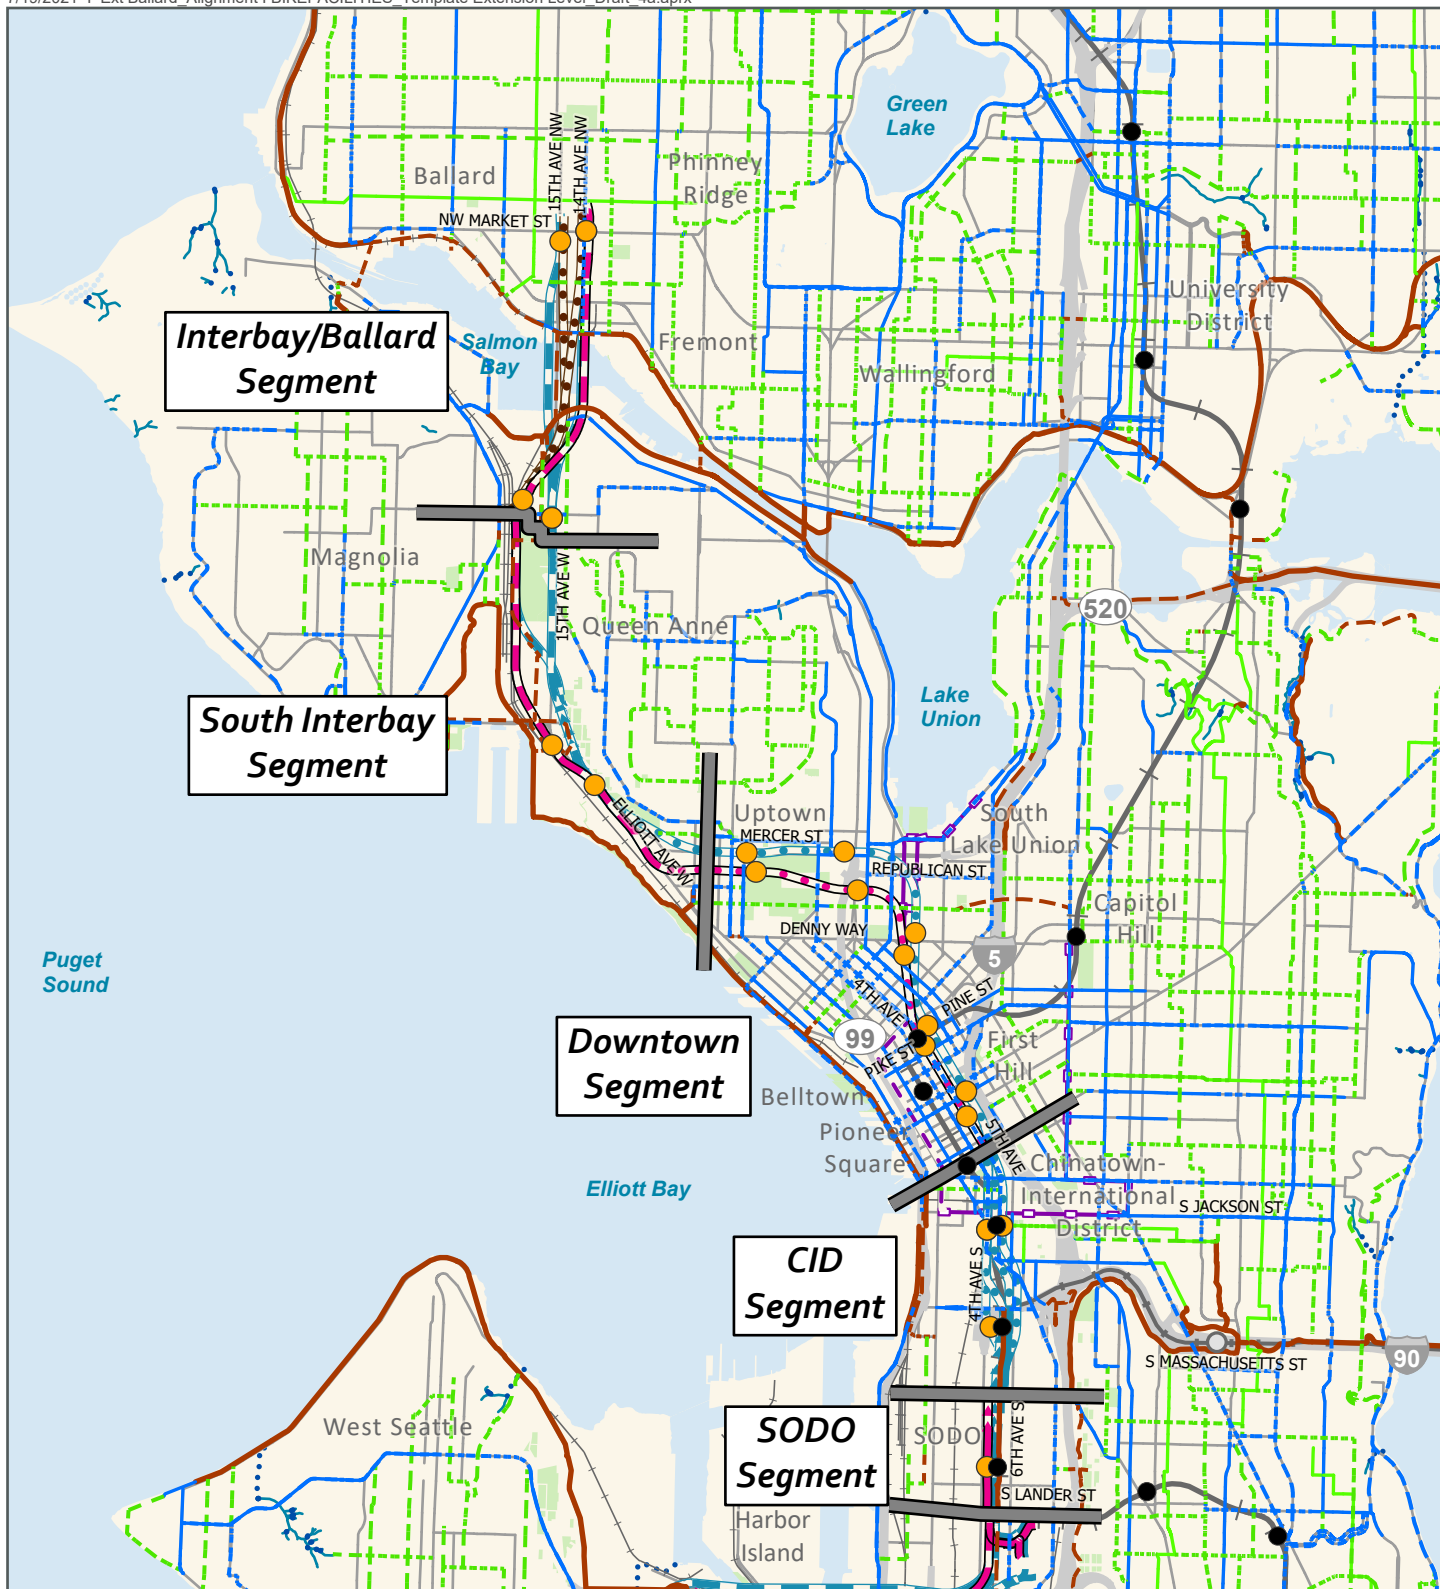 Green
Lake
15TH AVE NW
14TH AVE NW
Phinney
Ridge
Ballard
NW MARKET ST
University
District
Interbay/Ballard
Segment
Salmon
Bay
Fremont
Wallingford
Magnolia
15TH AVE W
Queen Anne
520
South Interbay
Segment
Lake
Union
ELLIOTT AVE W
Uptown
MERCER ST
South
Lake Union
REPUBLICAN ST
Capitol
Hill
DENNY WAY
5
Puget
Sound
4TH AVE
PINE ST
99
PIKE ST
First
Hill
Downtown
Segment
Belltown
Pioneer
Square
5TH AVE
Chinatown-
International
District
Elliott Bay
S JACKSON ST
CID
Segment
4TH AVE S
S MASSACHUSETTS ST
90
West Seattle
SODO
Segment
SODO
6TH AVE S
S LANDER ST
Harbor
Island